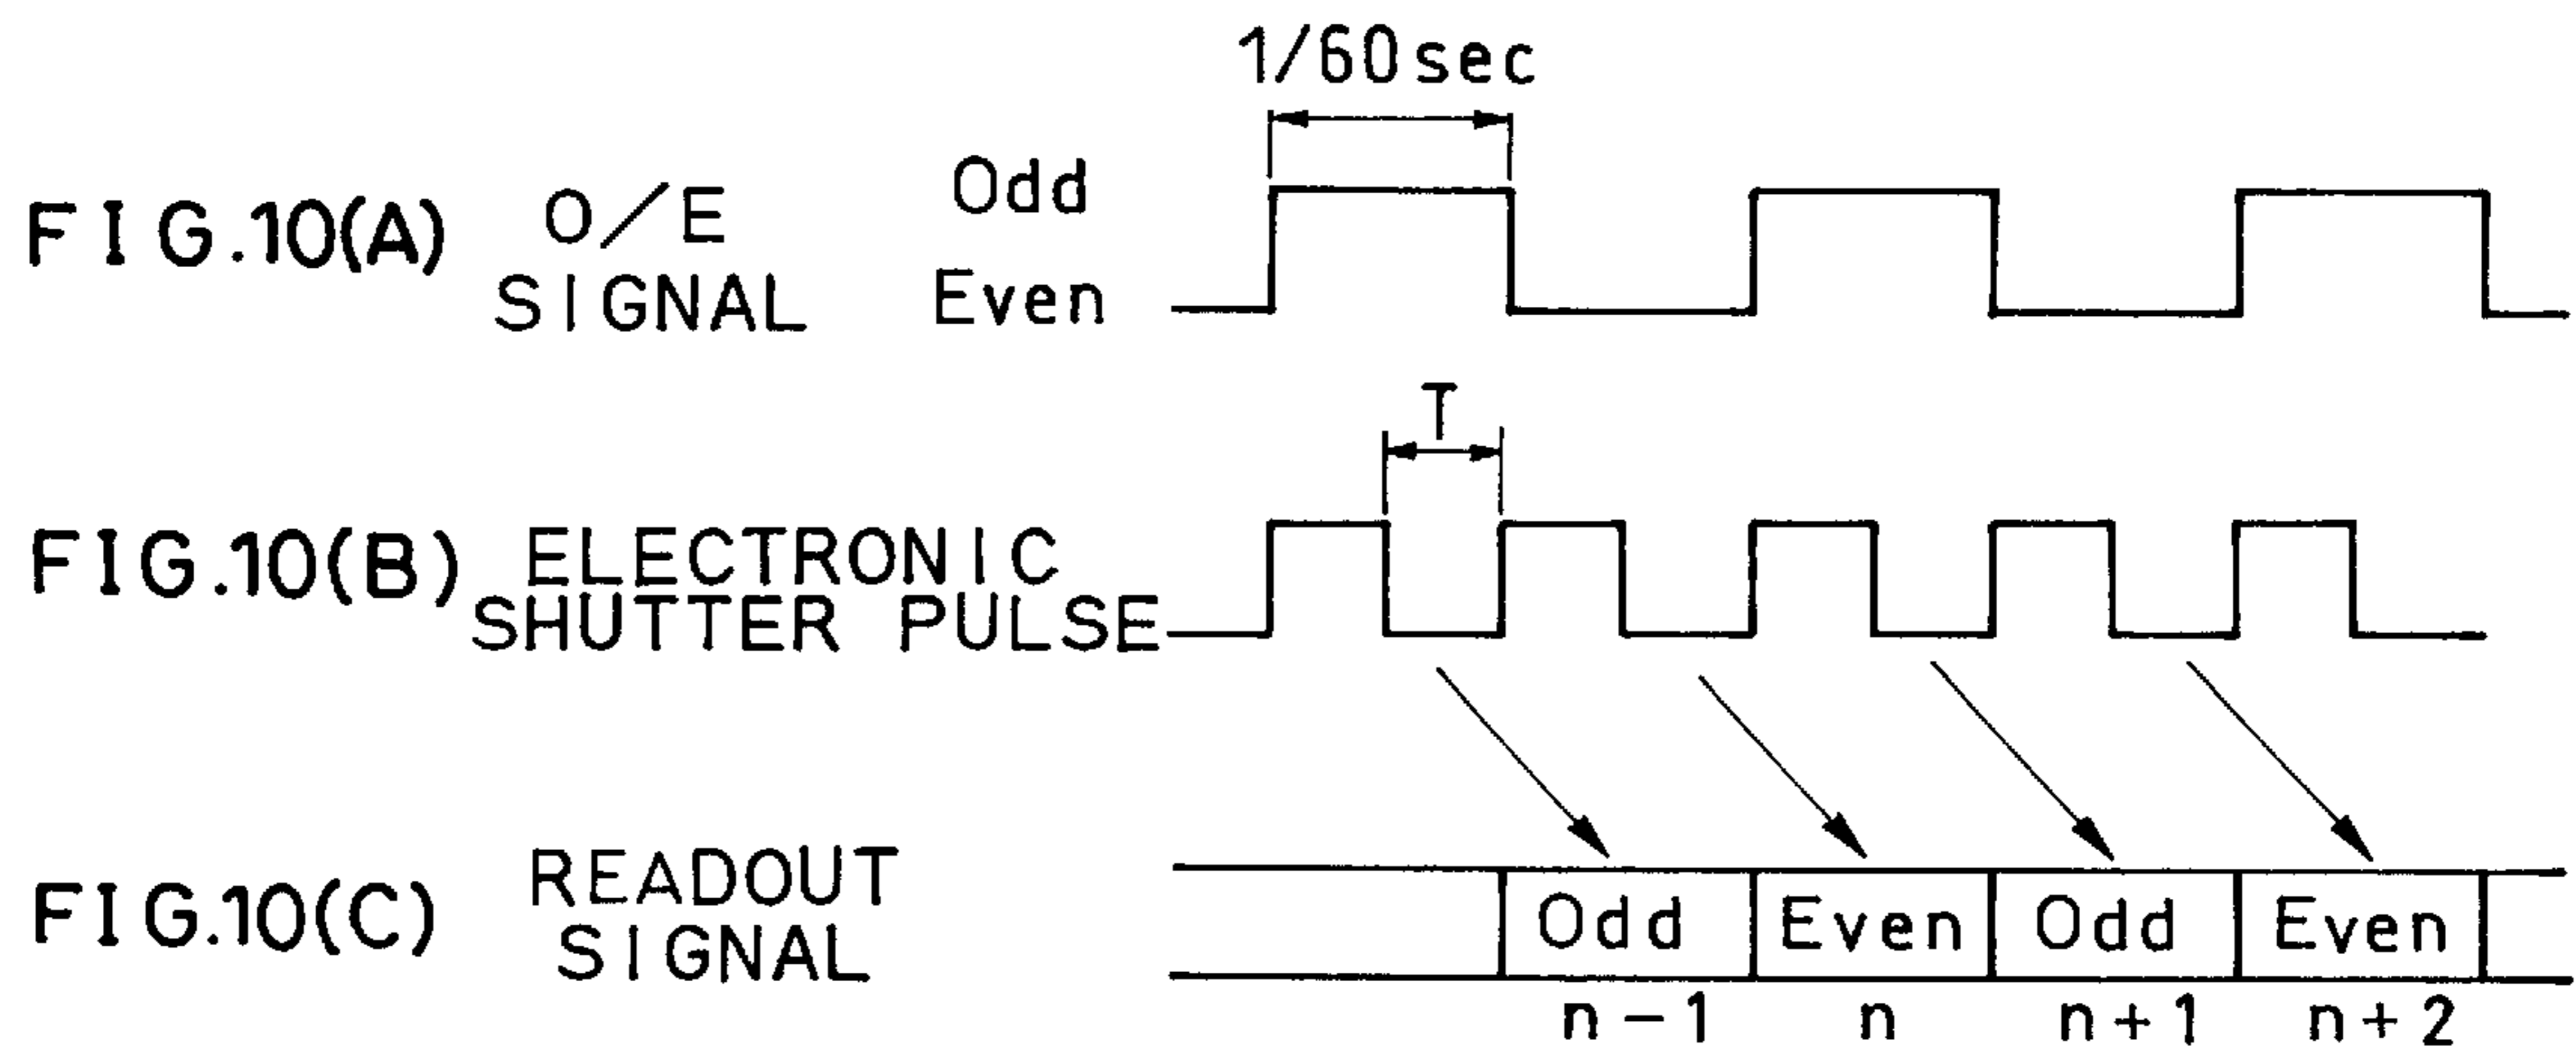 1/60sec
FIG.10(A) O/E SIGNAL Odd Even
T
FIG.10(B) ELECTRONIC SHUTTER PULSE
FIG.10(C) READOUT SIGNAL
Odd Even Odd Even
n-1 n n+1 n+2